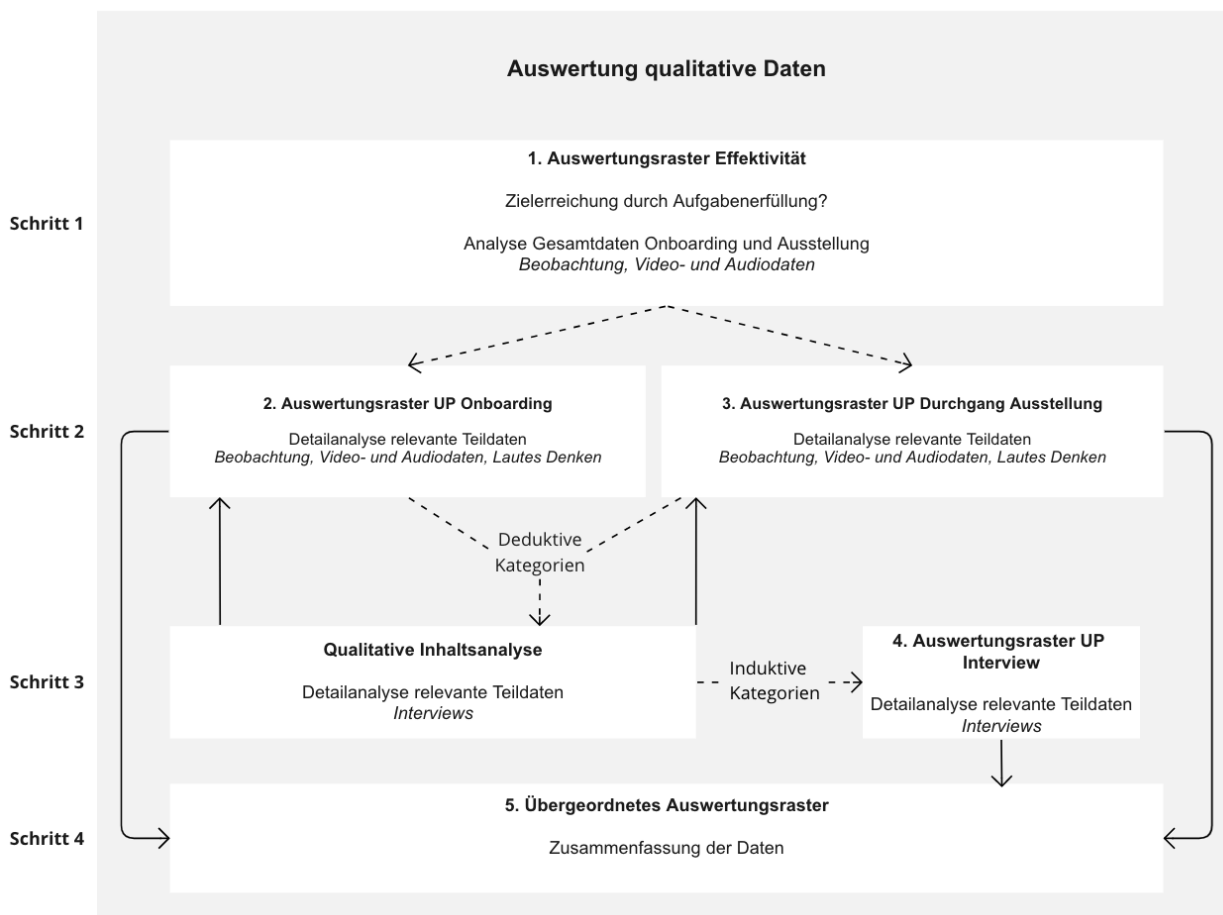 Auswertung qualitative Daten
Schritt 1
1. Auswertungsraster Effektivität
Zielerreichung durch Aufgabenerfüllung?
Analyse Gesamtdaten Onboarding und Ausstellung
Beobachtung, Video- und Audiodaten
Schritt 2
2. Auswertungsraster UP Onboarding
Detailanalyse relevante Teildaten
Beobachtung, Video- und Audiodaten, Lautes Denken
3. Auswertungsraster UP Durchgang Ausstellung
Detailanalyse relevante Teildaten
Beobachtung, Video- und Audiodaten, Lautes Denken
Deduktive
Kategorien
Schritt 3
Qualitative Inhaltsanalyse
Detailanalyse relevante Teildaten
Interviews
Induktive
Kategorien
4. Auswertungsraster UP
Interview
Detailanalyse relevante Teildaten
Interviews
Schritt 4
5. Übergeordnetes Auswertungsraster
Zusammenfassung der Daten